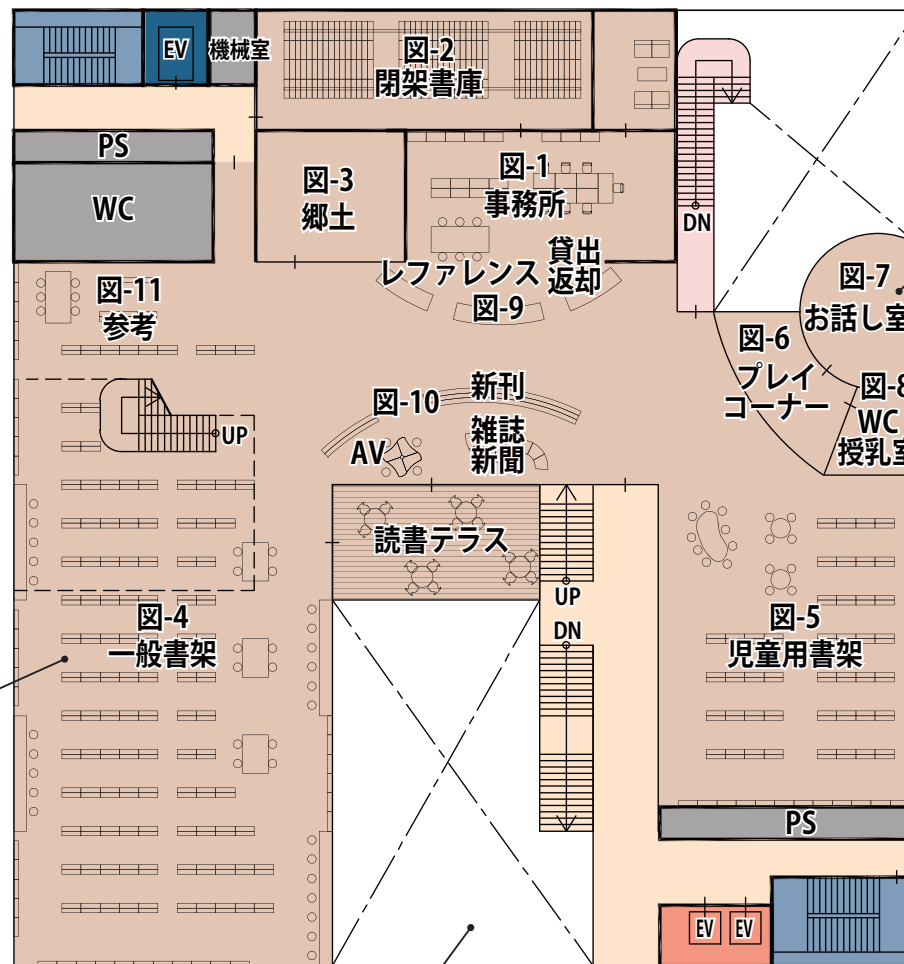 EV
機械室
図-2
閉架書庫
PS
WC
図-3
郷土
図-1
事務所
DN
レファレンス
図-9
貸出
返却
図-7
お話し室
図-11
参考
図-6
プレイ
コーナー
図-8
WC
授乳室
図-10
新刊
雑誌
新聞
AV
UP
読書テラス
UP
DN
図-4
一般書架
図-5
児童用書架
PS
EV
EV